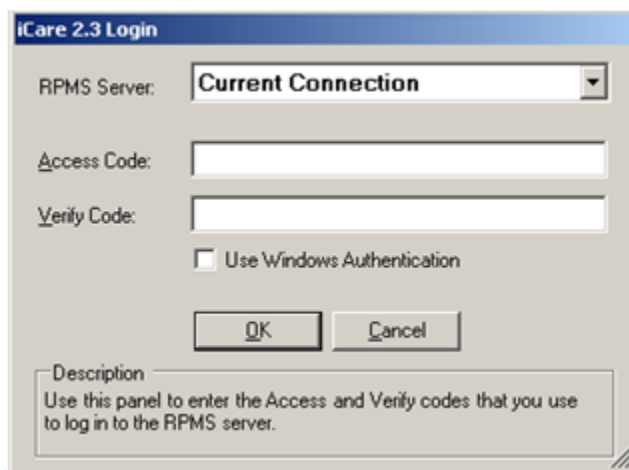 iCare 2.3 Login
RPMS Server: Current Connection
Access Code:
Verify Code:
Use Windows Authentication
OK Cancel
Description
Use this panel to enter the Access and Verify codes that you use
to log in to the RPMS server.